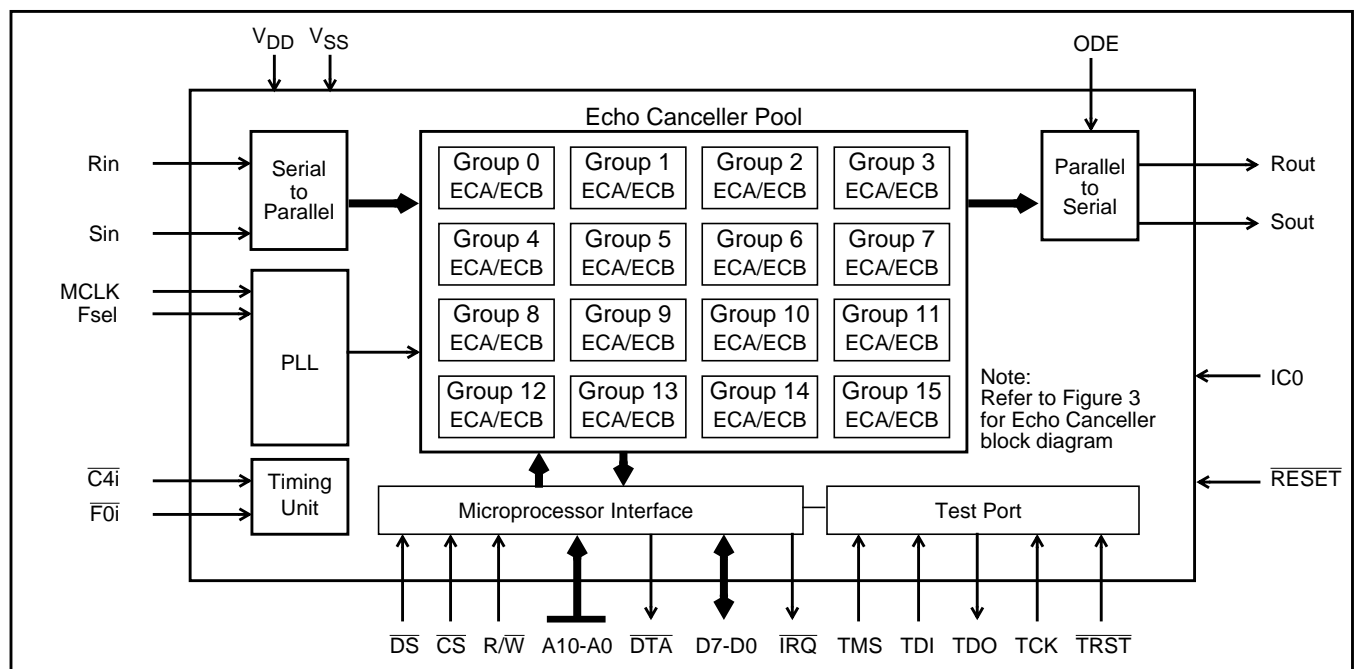 VDD VSS ODE
Echo Canceller Pool
Rin
Sin
Serial
to
Parallel
Group 0
ECA/ECB
Group 1
ECA/ECB
Group 2
ECA/ECB
Group 3
ECA/ECB
Group 4
ECA/ECB
Group 5
ECA/ECB
Group 6
ECA/ECB
Group 7
ECA/ECB
Group 8
ECA/ECB
Group 9
ECA/ECB
Group 10
ECA/ECB
Group 11
ECA/ECB
Group 12
ECA/ECB
Group 13
ECA/ECB
Group 14
ECA/ECB
Group 15
ECA/ECB
Parallel
to
Serial
Rout
Sout
MCLK
Fsel
PLL
Note:
Refer to Figure 3
for Echo Canceller
block diagram
IC0
C4i
F0i
Timing
Unit
RESET
Microprocessor Interface
Test Port
DS CS R/W A10-A0 DTA D7-D0 IRQ TMS TDI TDO TCK TRST